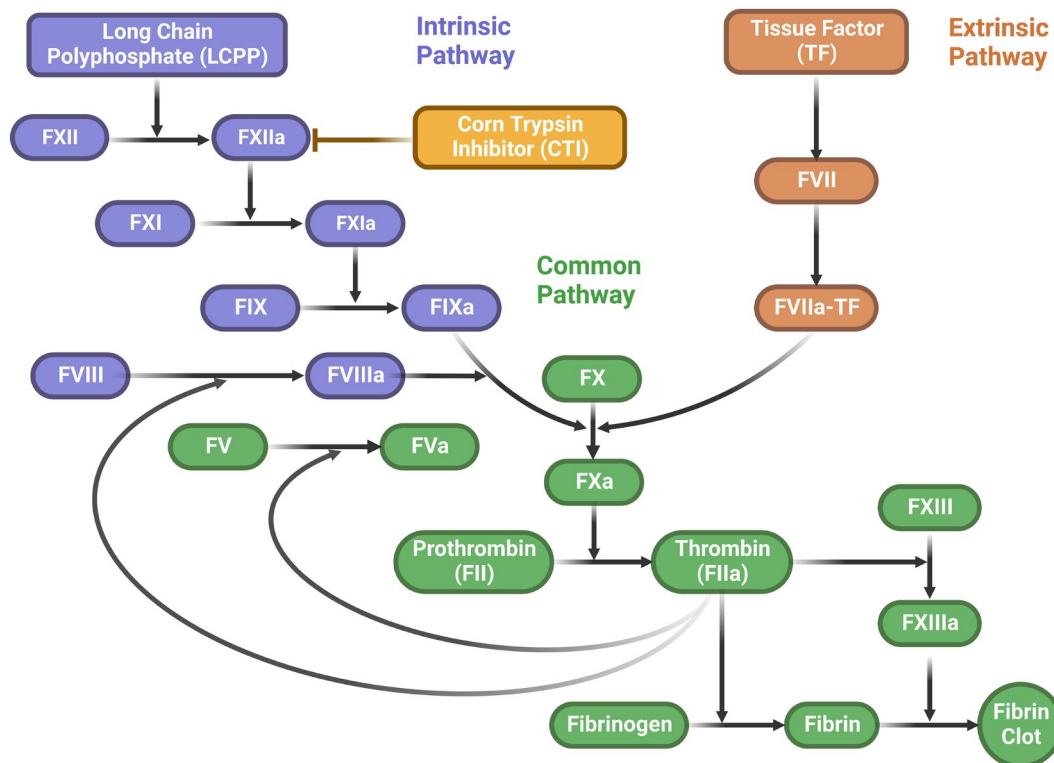 Long Chain
Polyphosphate (LCPP)
Intrinsic
Pathway
Tissue Factor
(TF)
Extrinsic
Pathway
FXII
FXIIa
Corn Trypsin
Inhibitor (CTI)
FVII
FXI
FXIa
Common
Pathway
FIX
FIXa
FVIIa-TF
FVIII
FVIIIa
FX
FV
FVa
FXa
FXIII
Prothrombin
(FII)
Thrombin
(FIIa)
FXIIIa
Fibrinogen
Fibrin
Fibrin
Clot